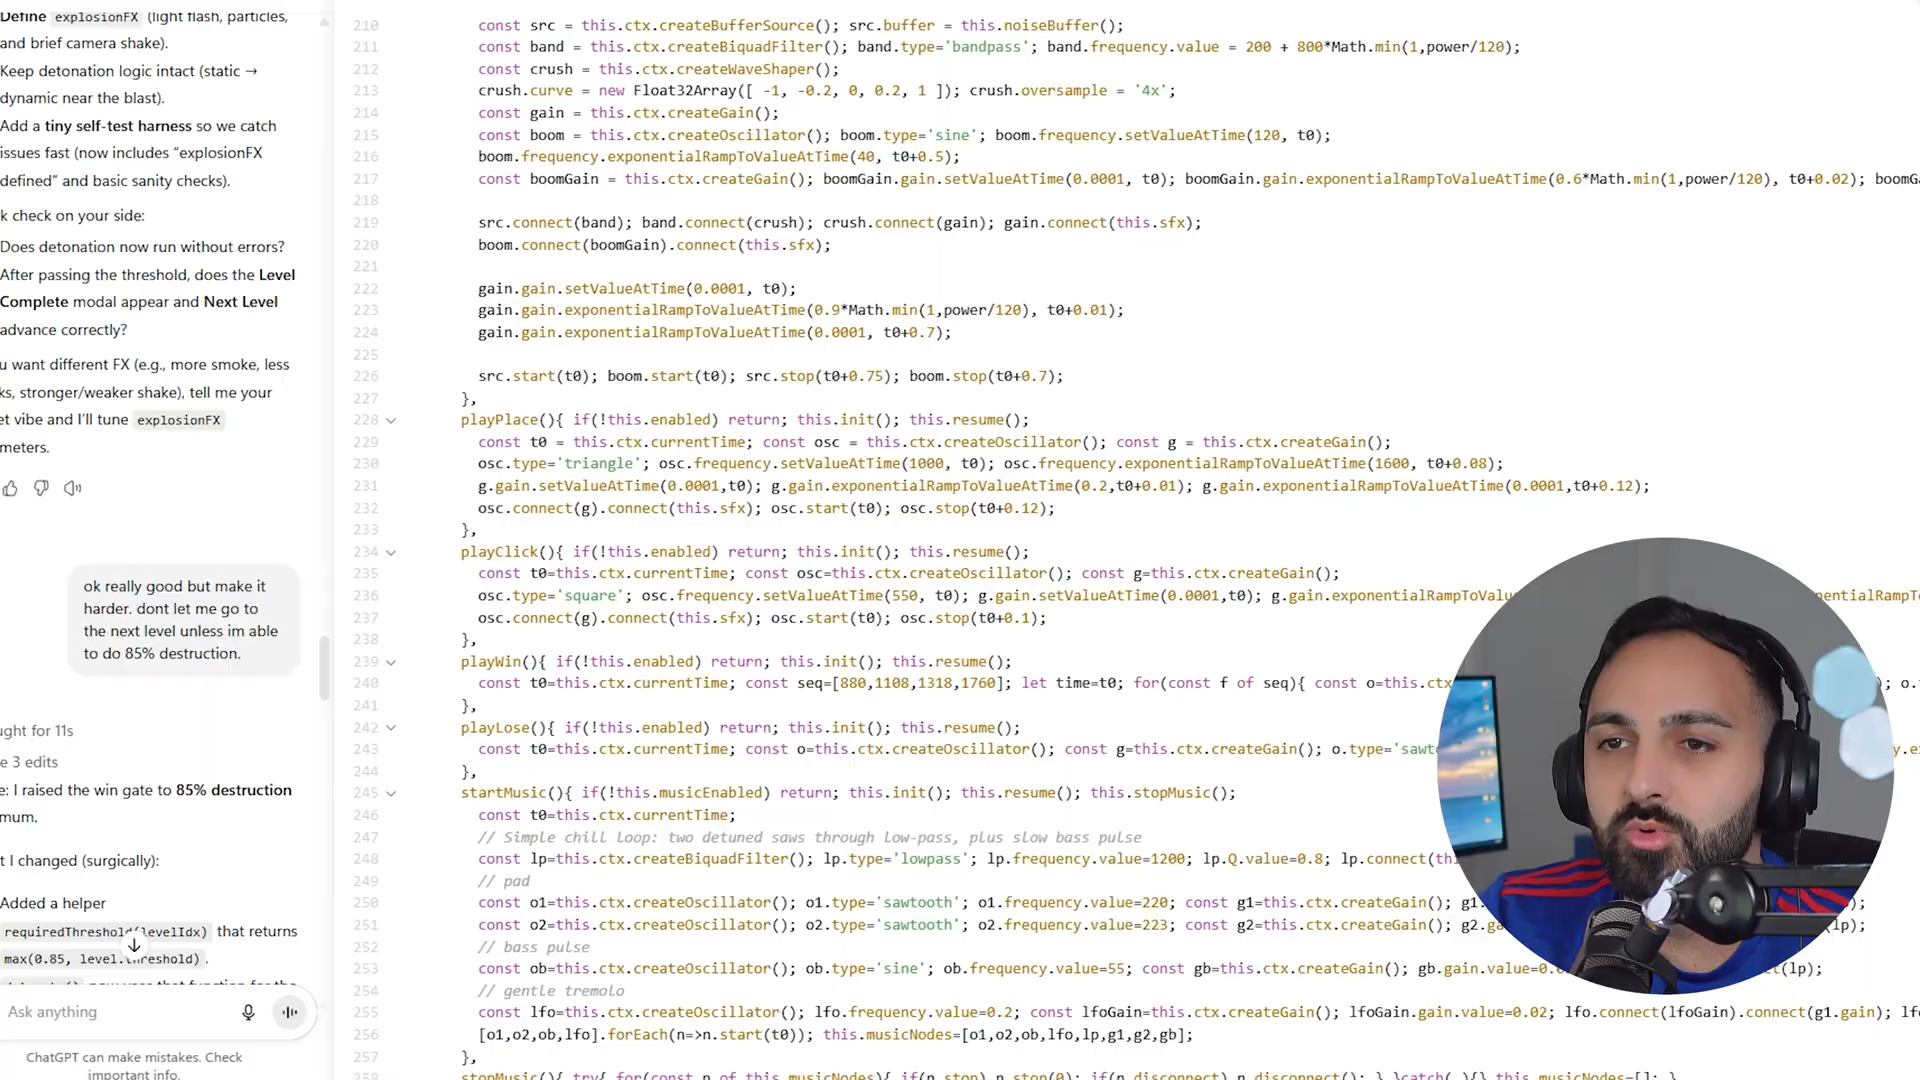 Define explosionFX (light flash, particles,
and brief camera shake).
Keep detonation logic intact (static →
dynamic near the blast).
Add a tiny self-test harness so we catch
issues fast (now includes “explosionFX
defined” and basic sanity checks).
k check on your side:
Does detonation now run without errors?
After passing the threshold, does the Level
Complete modal appear and Next Level
advance correctly?
u want different FX (e.g., more smoke, less
ks, stronger/weaker shake), tell me your
et vibe and I’ll tune explosionFX
meters.
ok really good but make it
harder. dont let me go to
the next level unless im able
to do 85% destruction.
ught for 11s
e 3 edits
e: I raised the win gate to 85% destruction
mum.
t I changed (surgically):
Added a helper
requiredThreshold(levelIdx) that returns
max(0.85, level.threshold).
Ask anything
ChatGPT can make mistakes. Check
important info.
210 const src = this.ctx.createBufferSource(); src.buffer = this.noiseBuffer();
211 const band = this.ctx.createBiquadFilter(); band.type='bandpass'; band.frequency.value = 200 + 800*Math.min(1,power/120);
212 const crush = this.ctx.createWaveShaper();
213 crush.curve = new Float32Array([ -1, -0.2, 0, 0.2, 1 ]); crush.oversample = '4x';
214 const gain = this.ctx.createGain();
215 const boom = this.ctx.createOscillator(); boom.type='sine'; boom.frequency.setValueAtTime(120, t0);
216 boom.frequency.exponentialRampToValueAtTime(40, t0+0.5);
217 const boomGain = this.ctx.createGain(); boomGain.gain.setValueAtTime(0.0001, t0); boomGain.gain.exponentialRampToValueAtTime(0.6*Math.min(1,power/120), t0+0.02); boomG
218
219 src.connect(band); band.connect(crush); crush.connect(gain); gain.connect(this.sfx);
220 boom.connect(boomGain).connect(this.sfx);
221
222 gain.gain.setValueAtTime(0.0001, t0);
223 gain.gain.exponentialRampToValueAtTime(0.9*Math.min(1,power/120), t0+0.01);
224 gain.gain.exponentialRampToValueAtTime(0.0001, t0+0.7);
225
226 src.start(t0); boom.start(t0); src.stop(t0+0.75); boom.stop(t0+0.7);
227 },
228 playPlace(){ if(!this.enabled) return; this.init(); this.resume();
229 const t0 = this.ctx.currentTime; const osc = this.ctx.createOscillator(); const g = this.ctx.createGain();
230 osc.type='triangle'; osc.frequency.setValueAtTime(1000, t0); osc.frequency.exponentialRampToValueAtTime(1600, t0+0.08);
231 g.gain.setValueAtTime(0.0001,t0); g.gain.exponentialRampToValueAtTime(0.2,t0+0.01); g.gain.exponentialRampToValueAtTime(0.0001,t0+0.12);
232 osc.connect(g).connect(this.sfx); osc.start(t0); osc.stop(t0+0.12);
233 },
234 playClick(){ if(!this.enabled) return; this.init(); this.resume();
235 const t0=this.ctx.currentTime; const osc=this.ctx.createOscillator(); const g=this.ctx.createGain();
236 osc.type='square'; osc.frequency.setValueAtTime(550, t0); g.gain.setValueAtTime(0.0001,t0); g.gain.exponentialRampToValu
237 osc.connect(g).connect(this.sfx); osc.start(t0); osc.stop(t0+0.1);
238 },
239 playWin(){ if(!this.enabled) return; this.init(); this.resume();
240 const t0=this.ctx.currentTime; const seq=[880,1108,1318,1760]; let time=t0; for(const f of seq){ const o=this.ctx
241 },
242 playLose(){ if(!this.enabled) return; this.init(); this.resume();
243 const t0=this.ctx.currentTime; const o=this.ctx.createOscillator(); const g=this.ctx.createGain(); o.type='sawt
244 },
245 startMusic(){ if(!this.musicEnabled) return; this.init(); this.resume(); this.stopMusic();
246 const t0=this.ctx.currentTime;
247 // Simple chill loop: two detuned saws through low-pass, plus slow bass pulse
248 const lp=this.ctx.createBiquadFilter(); lp.type='lowpass'; lp.frequency.value=1200; lp.Q.value=0.8; lp.connect(thi
249 // pad
250 const o1=this.ctx.createOscillator(); o1.type='sawtooth'; o1.frequency.value=220; const g1=this.ctx.createGain(); g1.
251 const o2=this.ctx.createOscillator(); o2.type='sawtooth'; o2.frequency.value=223; const g2=this.ctx.createGain(); g2.ga (lp);
252 // bass pulse
253 const ob=this.ctx.createOscillator(); ob.type='sine'; ob.frequency.value=55; const gb=this.ctx.createGain(); gb.gain.value=0.0 ct(lp);
254 // gentle tremolo
255 const lfo=this.ctx.createOscillator(); lfo.frequency.value=0.2; const lfoGain=this.ctx.createGain(); lfoGain.gain.value=0.02; lfo.connect(lfoGain).connect(g1.gain); lf
256 [o1,o2,ob,lfo].forEach(n=>n.start(t0)); this.musicNodes=[o1,o2,ob,lfo,lp,g1,g2,gb];
257 },
258 stopMusic(){ try{ for(const n of this.musicNodes){ if(n.stop) n.stop(0); if(n.disconnect) n.disconnect(); } }catch(_){} this.musicNodes=[]; }